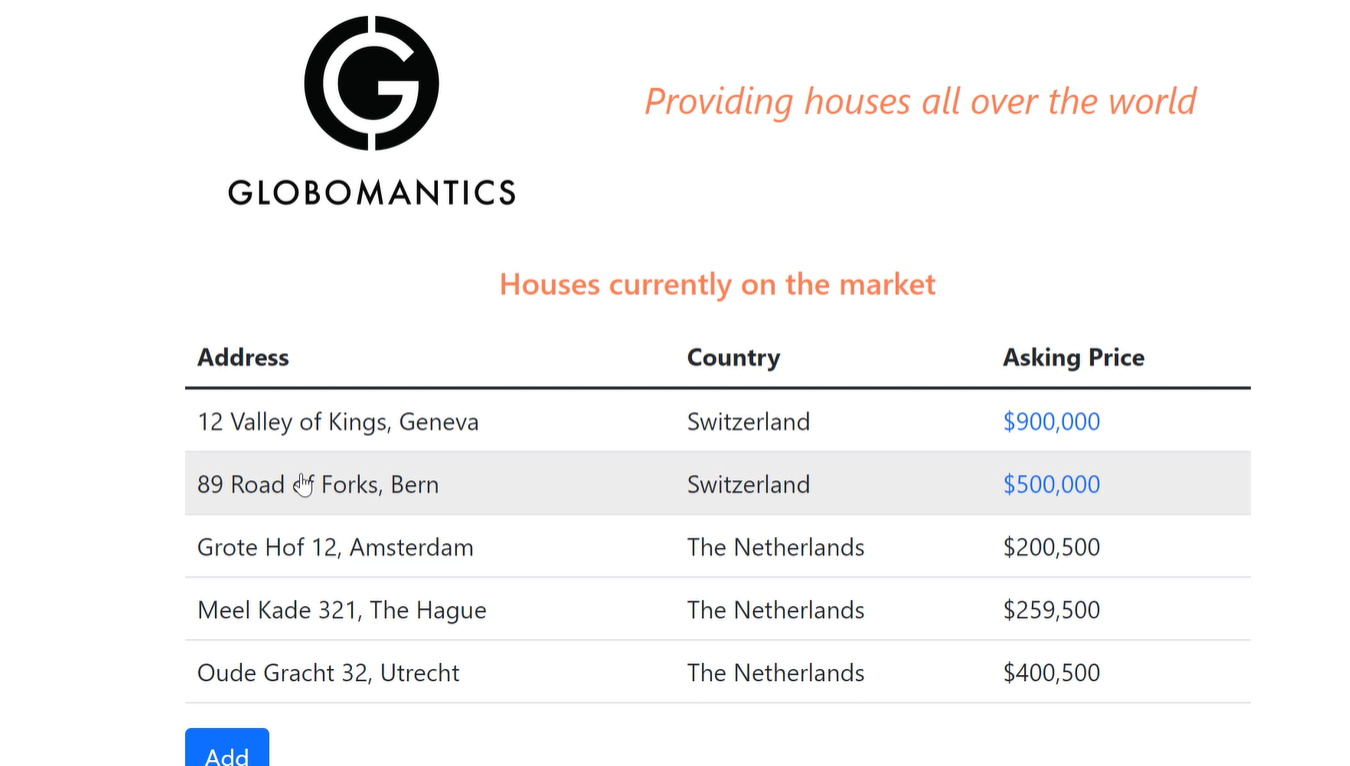 GLOBOMANTICS
Providing houses all over the world
Houses currently on the market
Address Country Asking Price
12 Valley of Kings, Geneva Switzerland $900,000
89 Road of Forks, Bern Switzerland $500,000
Grote Hof 12, Amsterdam The Netherlands $200,500
Meel Kade 321, The Hague The Netherlands $259,500
Oude Gracht 32, Utrecht The Netherlands $400,500
Add